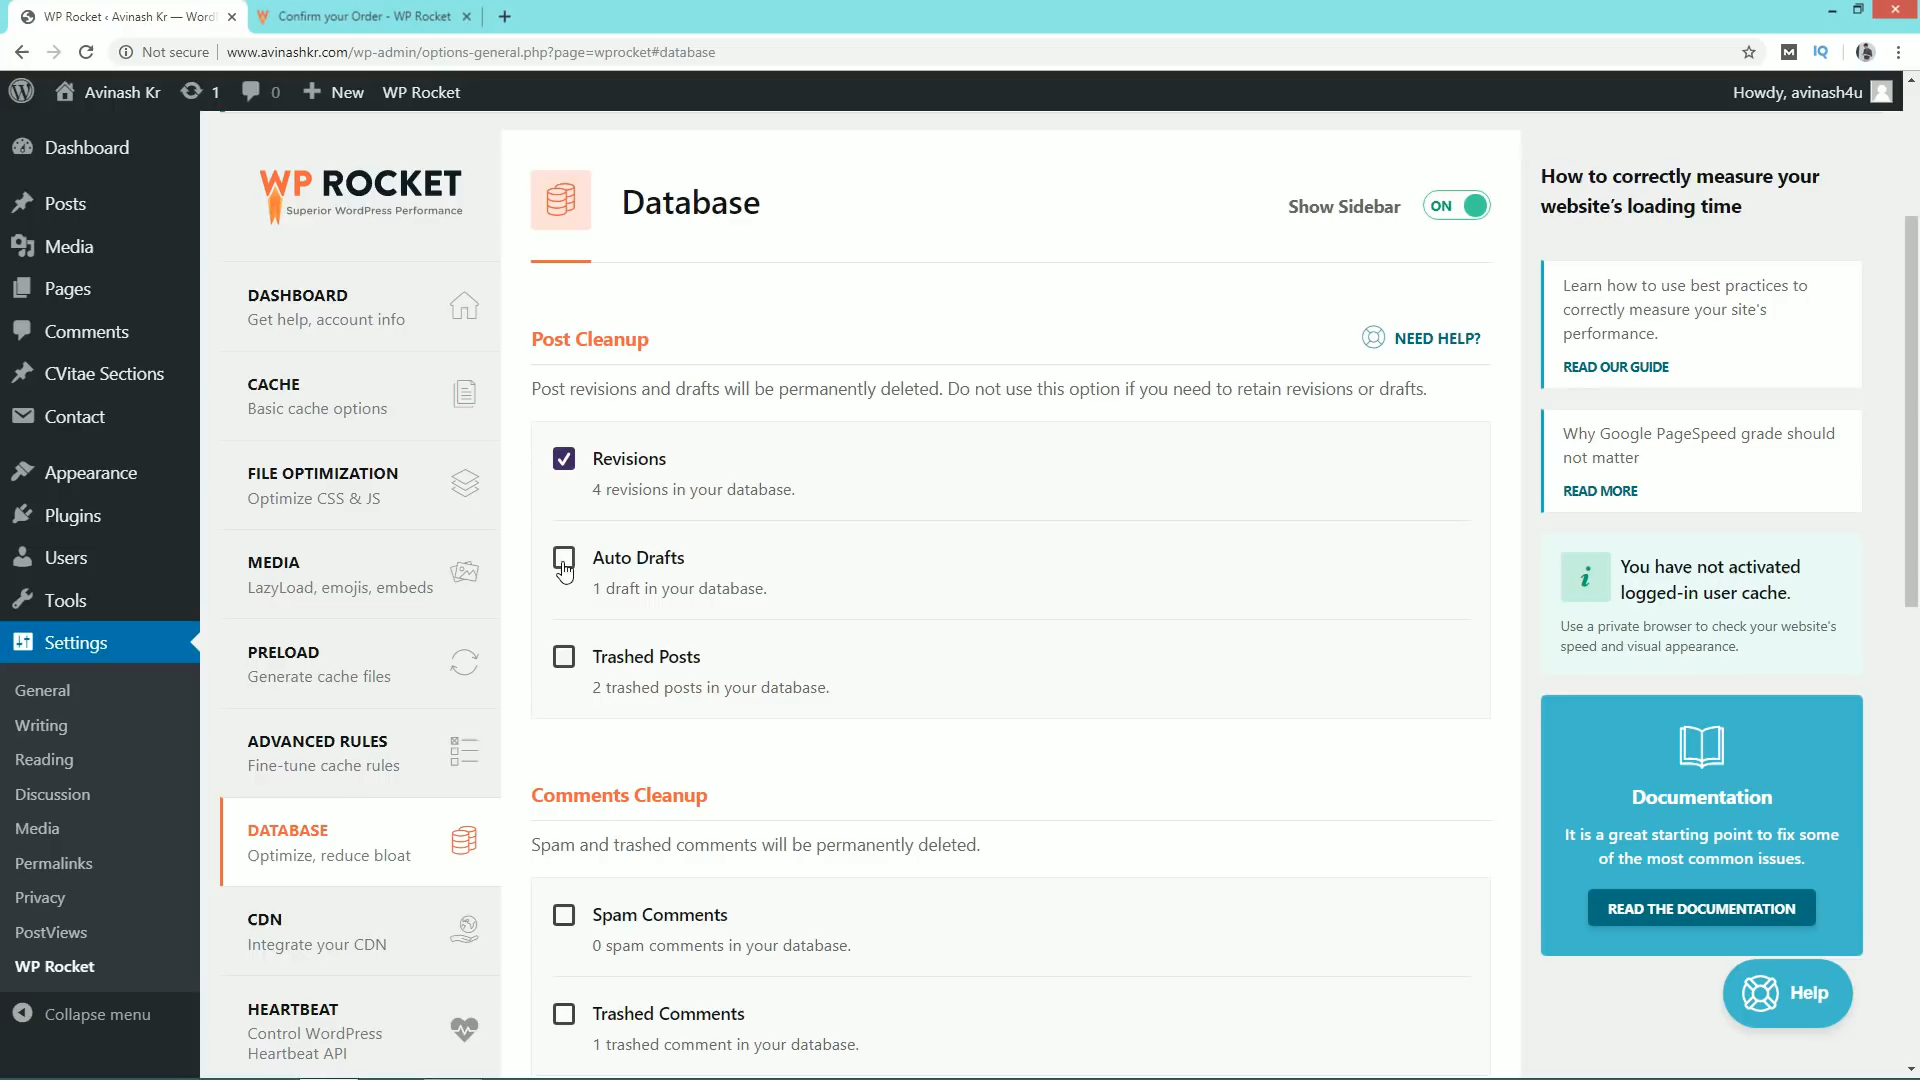 WP Rocket ‹ Avinash Kr — Word
Confirm your Order - WP Rocket
Not secure
www.avinashkr.com/wp-admin/options-general.php?page=wprocket#database
M
IQ
Avinash Kr
1
0
New
WP Rocket
Howdy, avinash4u
Dashboard
Posts
Media
Pages
Comments
CVitae Sections
Contact
Appearance
Plugins
Users
Tools
Settings
General
Writing
Reading
Discussion
Media
Permalinks
Privacy
PostViews
WP Rocket
Collapse menu
WP ROCKET
Superior WordPress Performance
DASHBOARD
Get help, account info
CACHE
Basic cache options
FILE OPTIMIZATION
Optimize CSS & JS
MEDIA
LazyLoad, emojis, embeds
PRELOAD
Generate cache files
ADVANCED RULES
Fine-tune cache rules
DATABASE
Optimize, reduce bloat
CDN
Integrate your CDN
HEARTBEAT
Control WordPress
Heartbeat API
Database
Show Sidebar
ON
Post Cleanup
NEED HELP?
Post revisions and drafts will be permanently deleted. Do not use this option if you need to retain revisions or drafts.
Revisions
4 revisions in your database.
Auto Drafts
1 draft in your database.
Trashed Posts
2 trashed posts in your database.
Comments Cleanup
Spam and trashed comments will be permanently deleted.
Spam Comments
0 spam comments in your database.
Trashed Comments
1 trashed comment in your database.
How to correctly measure your
website’s loading time
Learn how to use best practices to
correctly measure your site's
performance.
READ OUR GUIDE
Why Google PageSpeed grade should
not matter
READ MORE
i
You have not activated
logged-in user cache.
Use a private browser to check your website's
speed and visual appearance.
Documentation
It is a great starting point to fix some
of the most common issues.
READ THE DOCUMENTATION
Help